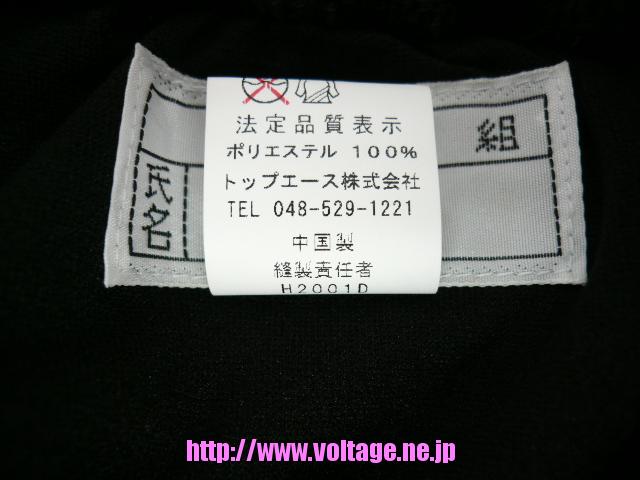 法定品質表示
ポリエステル 100%
トップエース株式会社
TEL 048-529-1221
中国製
縫製責任者
H2001D
組
氏名
http://www.voltage.ne.jp